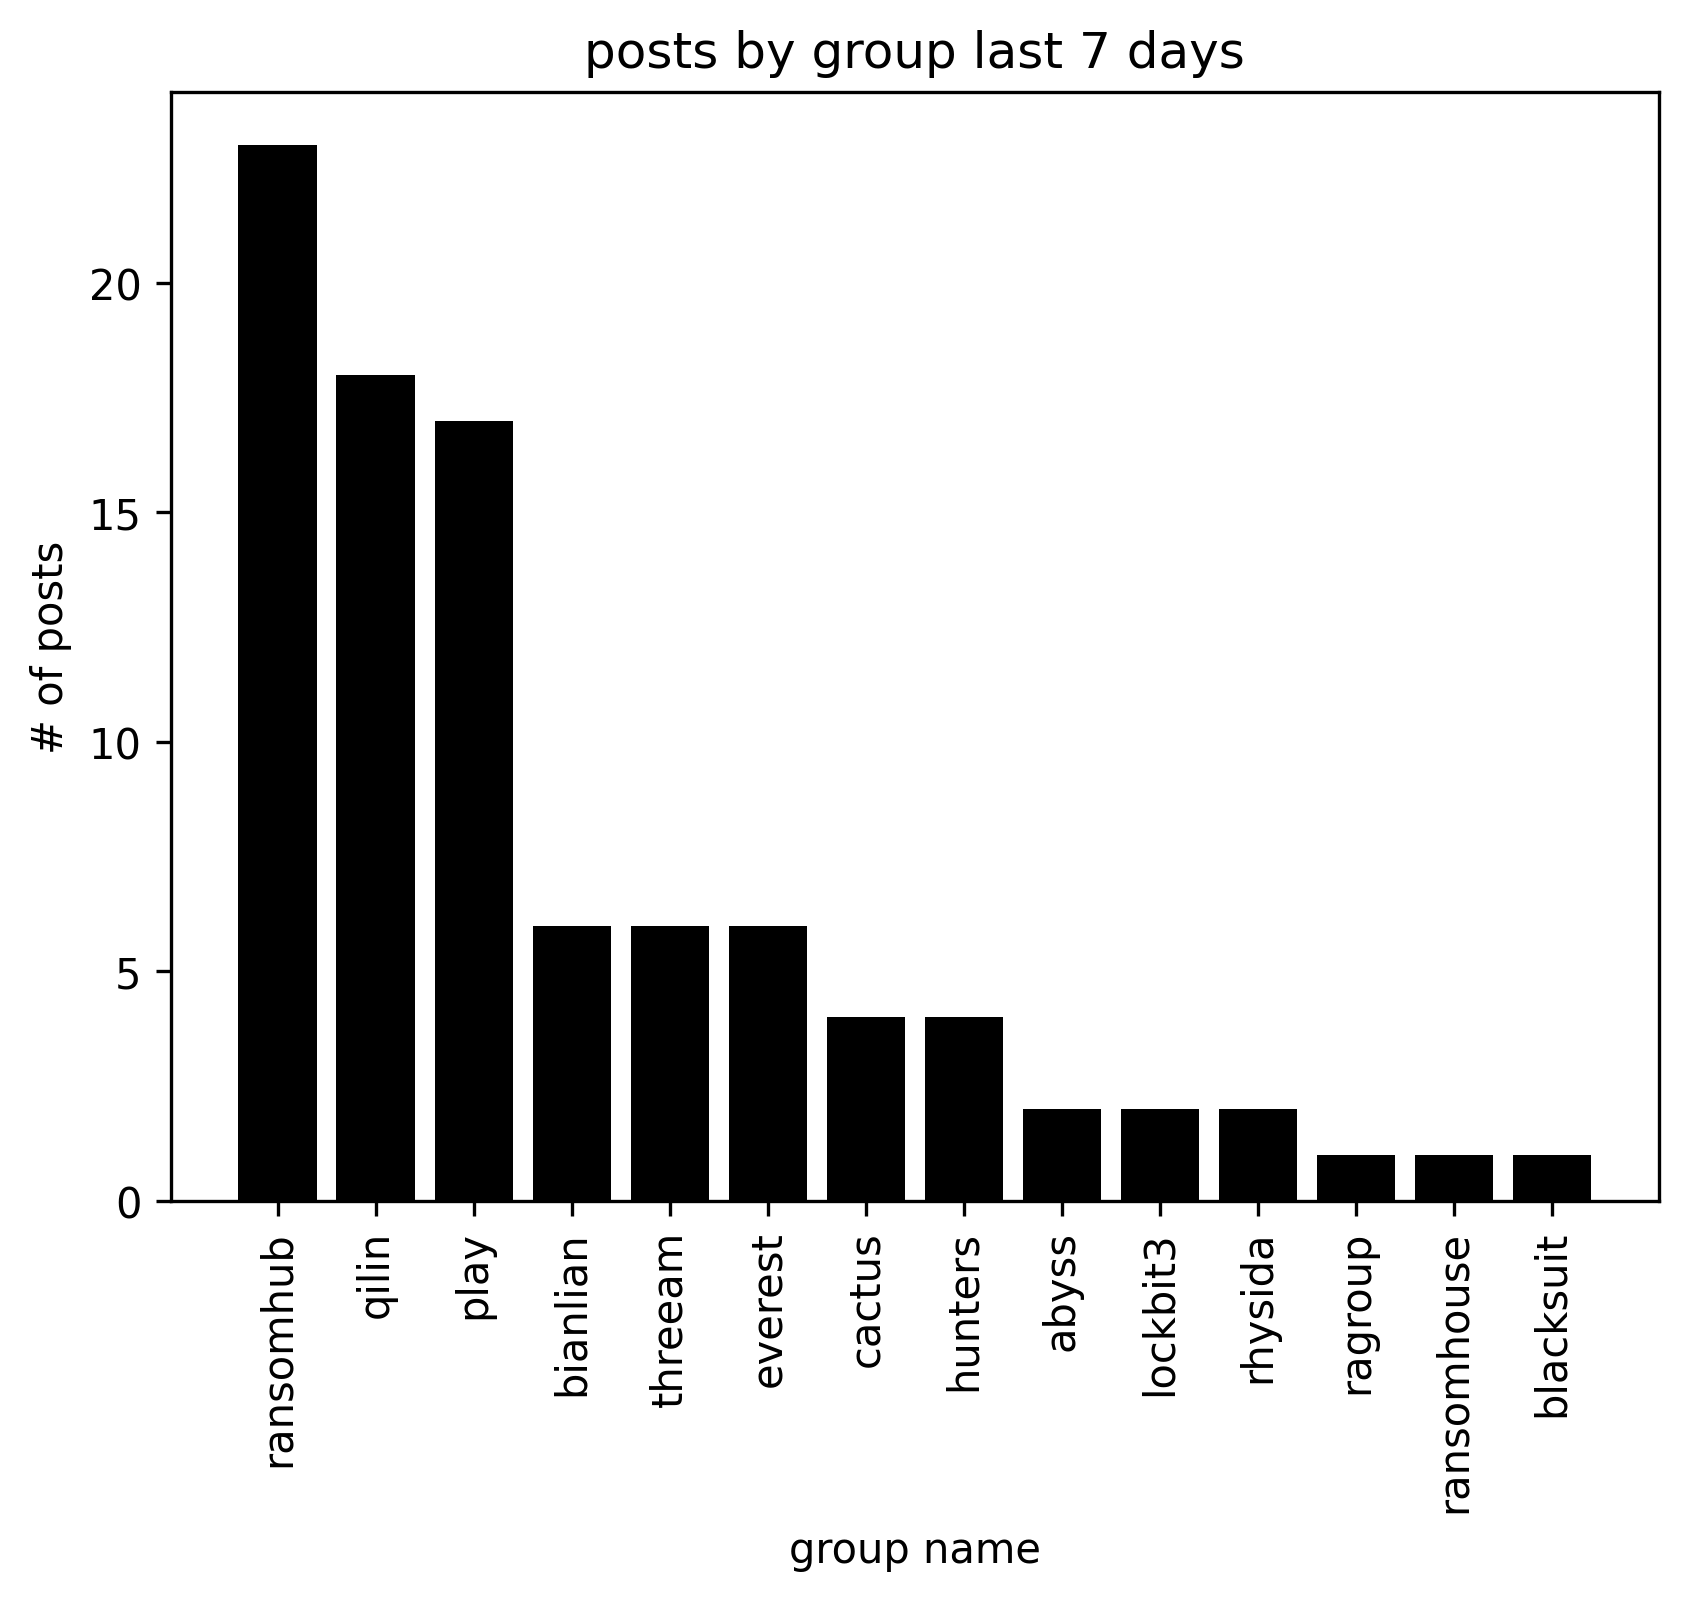 posts by group last 7 days
# of posts
20
15
10
5
0
ransomhub
qilin
play
bianlian
threeam
everest
cactus
hunters
abyss
lockbit3
rhysida
ragroup
ransomhouse
blacksuit
group name